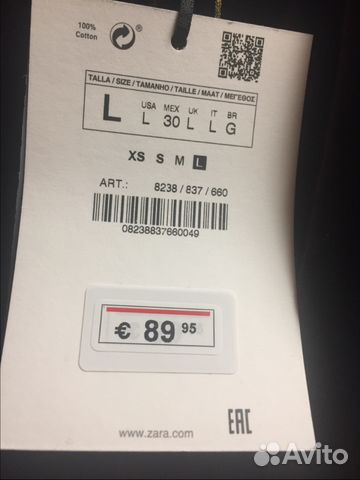 100%
Cotton
TALLA / SIZE / TAMANHO / TAILLE / MAAT / ΜΕΓΕΘΟΣ
L
USA MEX UK IT BR
L 30 L L G
XS S M L
ART.: 8238 / 837 / 660
08238837660049
€ 89 95
www.zara.com
EAC
Avito